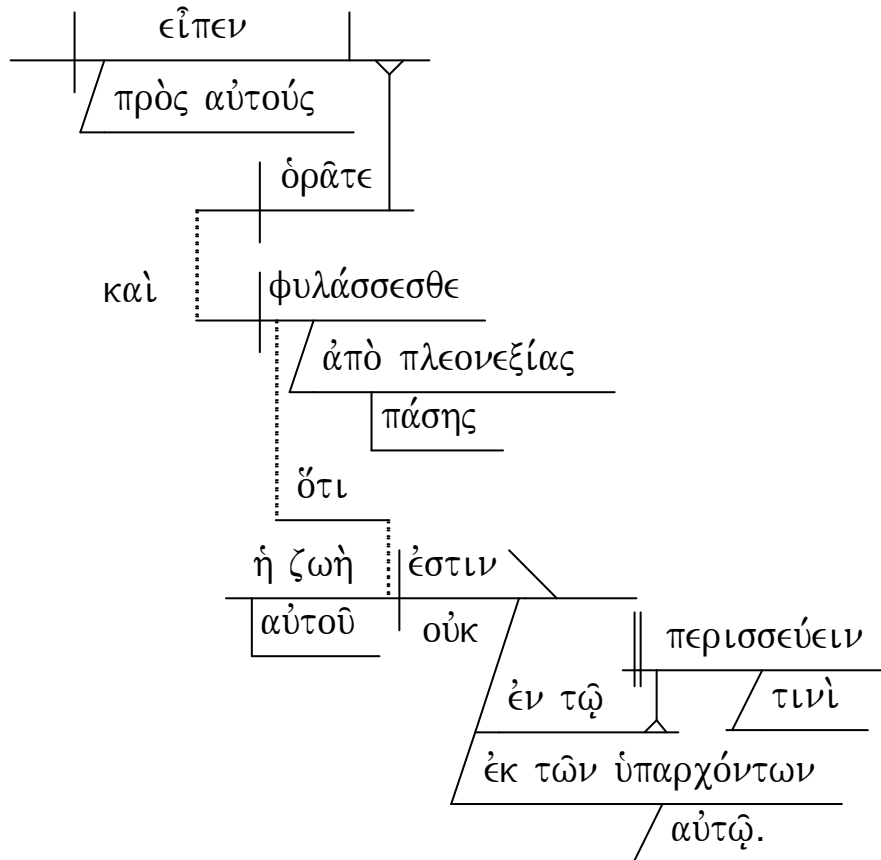 εἶπεν
πρὸς αὐτούς
ὁρᾶτε
καὶ φυλάσσεσθε
ἀπὸ πλεονεξίας
πάσης
ὅτι
ἡ ζωὴ ἐστιν
αὐτοῦ οὐκ περισσεύειν
ἐν τῷ τινὶ
ἐκ τῶν ὑπαρχόντων
αὐτῷ.